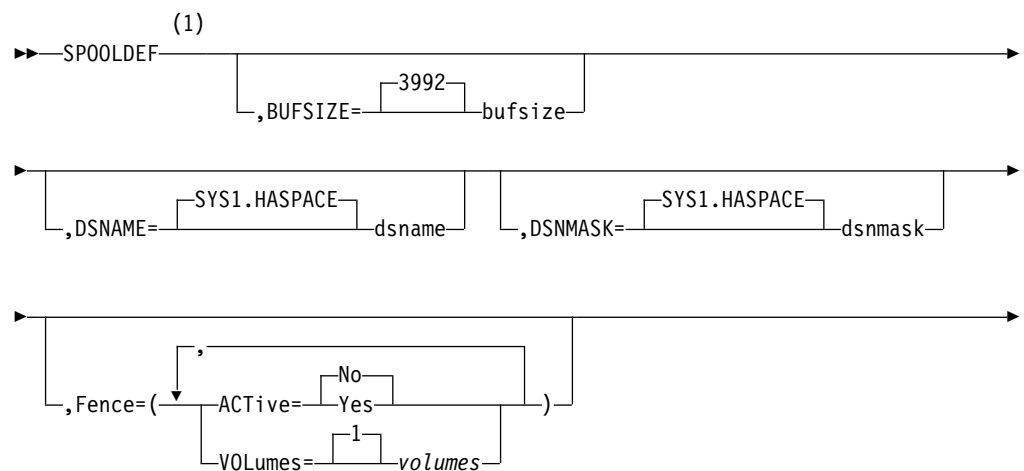 (1)
SPOOLDEF
3992
,BUFSIZE= bufsize
SYS1.HASPACE SYS1.HASPACE
,DSNAME= dsname ,DSNMASK= dsnmask
,
No
,Fence=( ACTive= Yes )
1
VOLumes= volumes